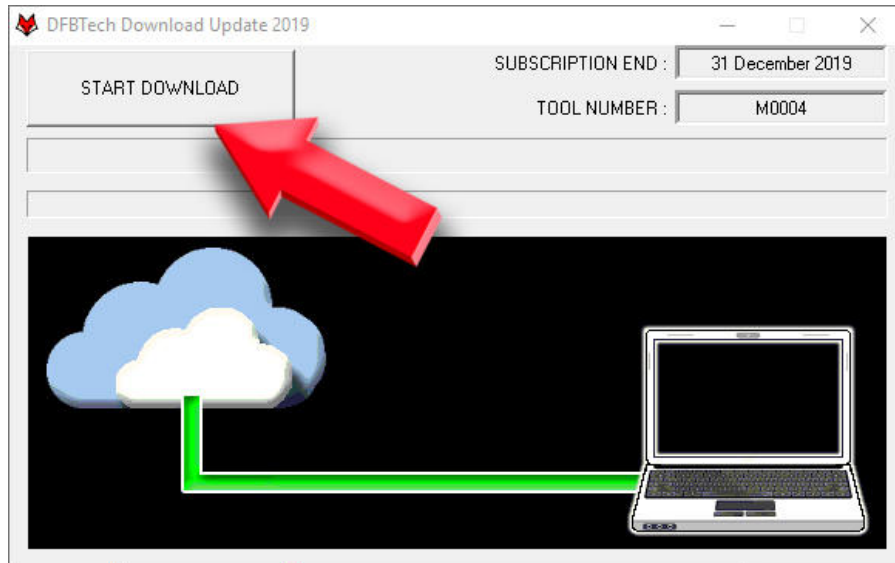 DFBTech Download Update 2019
START DOWNLOAD
SUBSCRIPTION END : 31 December 2019
TOOL NUMBER : M0004